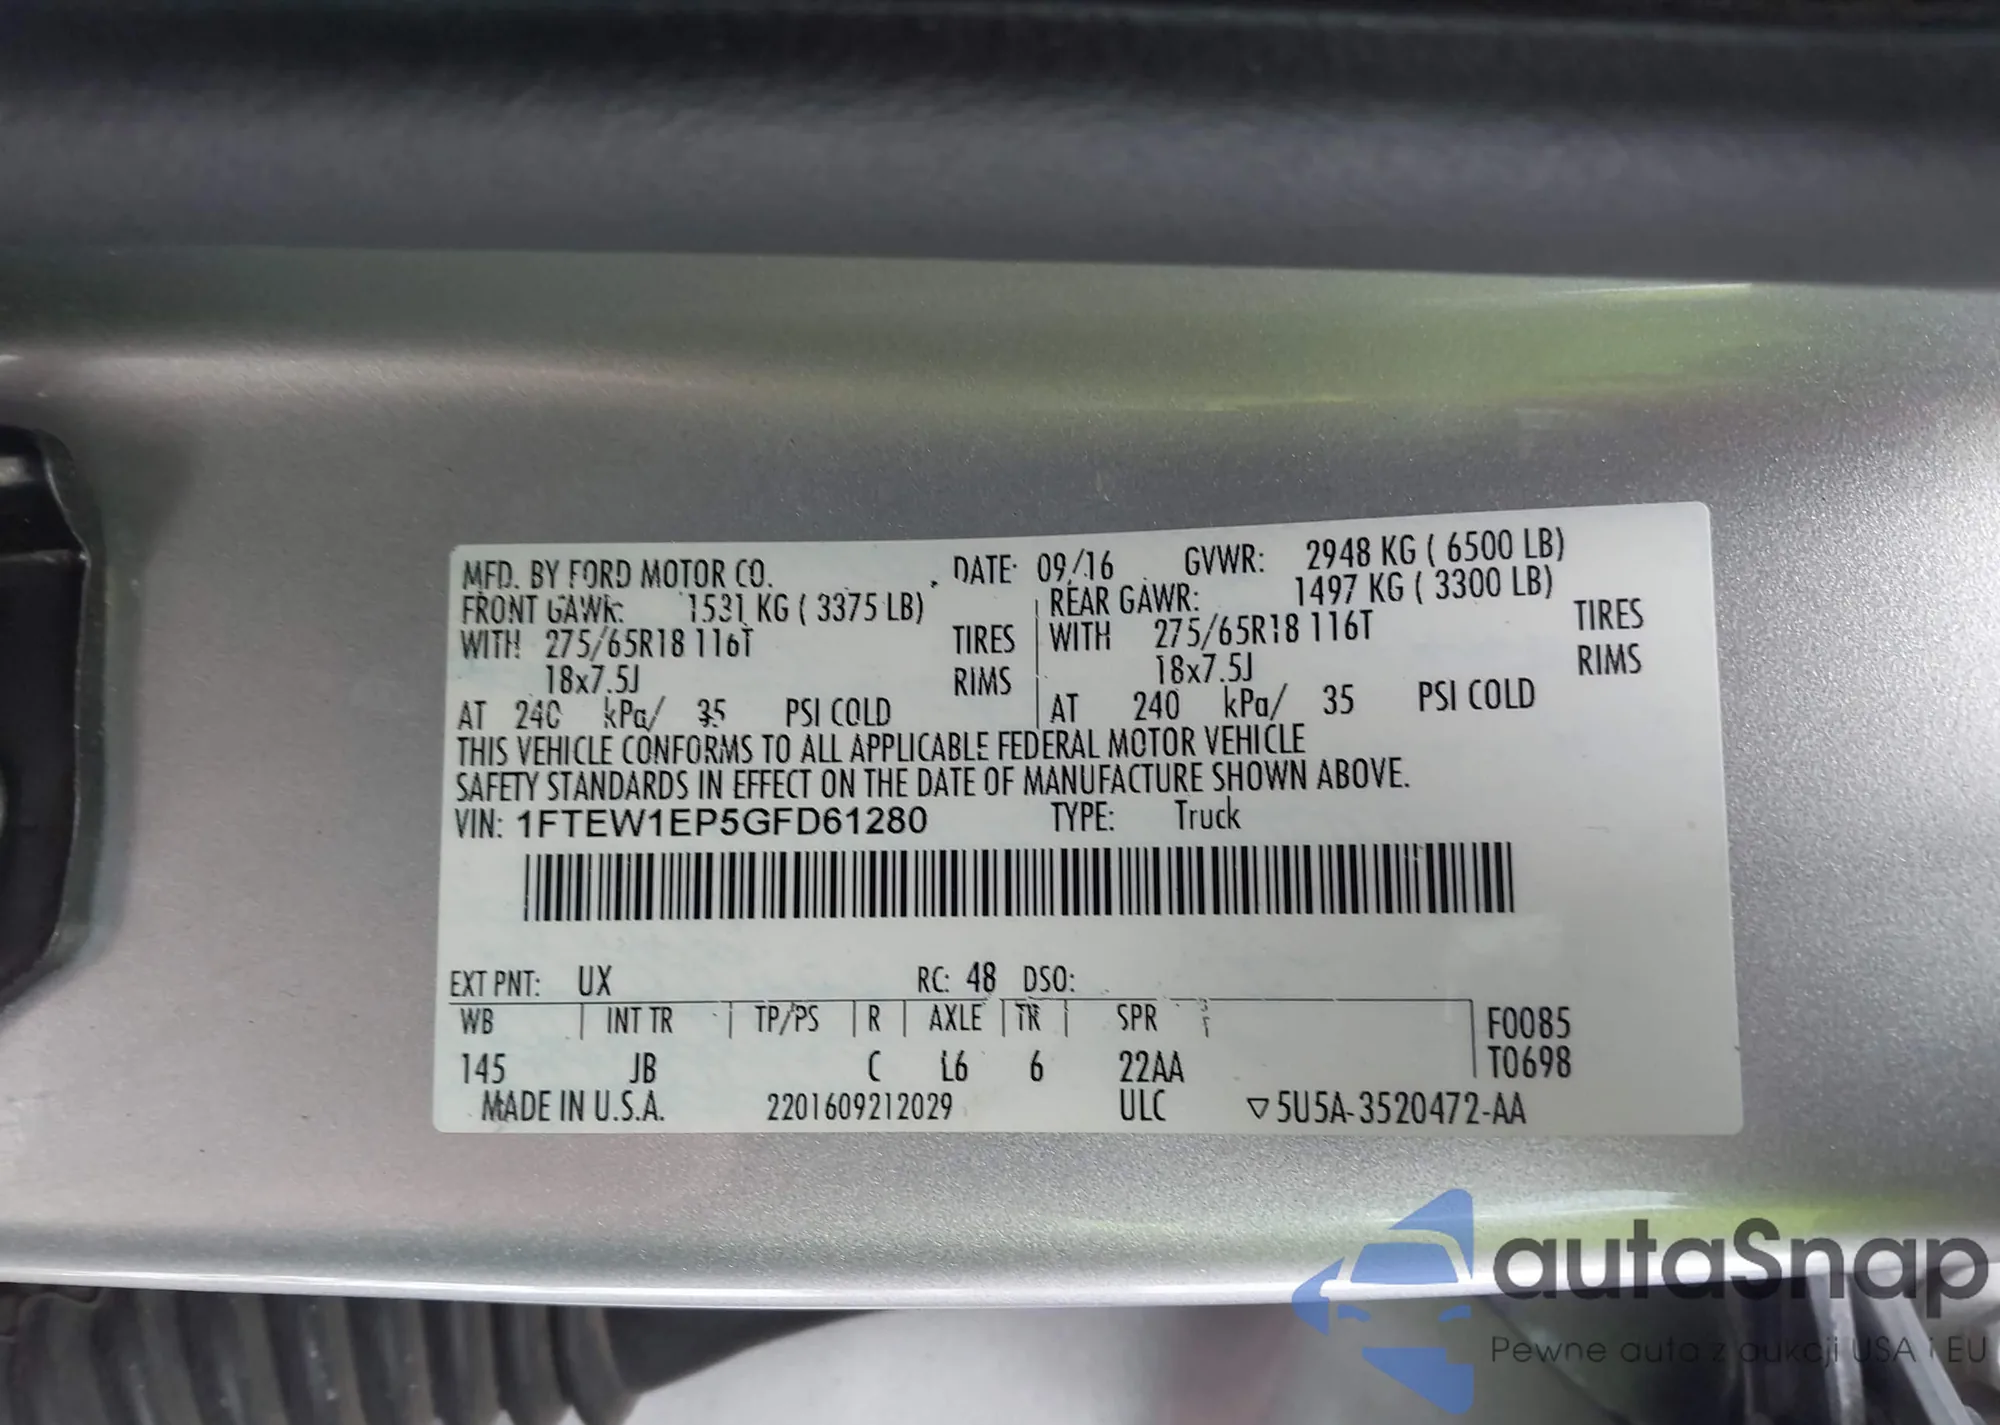 MFD. BY FORD MOTOR CO. DATE: 09/16 GVWR: 2948 KG ( 6500 LB)
FRONT GAWR: 1531 KG ( 3375 LB) REAR GAWR: 1497 KG ( 3300 LB)
WITH 275/65R18 116T TIRES WITH 275/65R18 116T TIRES
18x7.5J RIMS 18x7.5J RIMS
AT 240 kPa/ 35 PSI COLD AT 240 kPa/ 35 PSI COLD
THIS VEHICLE CONFORMS TO ALL APPLICABLE FEDERAL MOTOR VEHICLE
SAFETY STANDARDS IN EFFECT ON THE DATE OF MANUFACTURE SHOWN ABOVE.
VIN: 1FTEW1EP5GFD61280 TYPE: Truck
EXT PNT: UX RC: 48 DSO:
WB INT TR TP/PS R AXLE TR SPR F0085
145 JB C L6 6 22AA T0698
MADE IN U.S.A. 2201609212029 ULC ▽5U5A-3520472-AA
autaSnap
Pewne auta z aukcji USA i EU